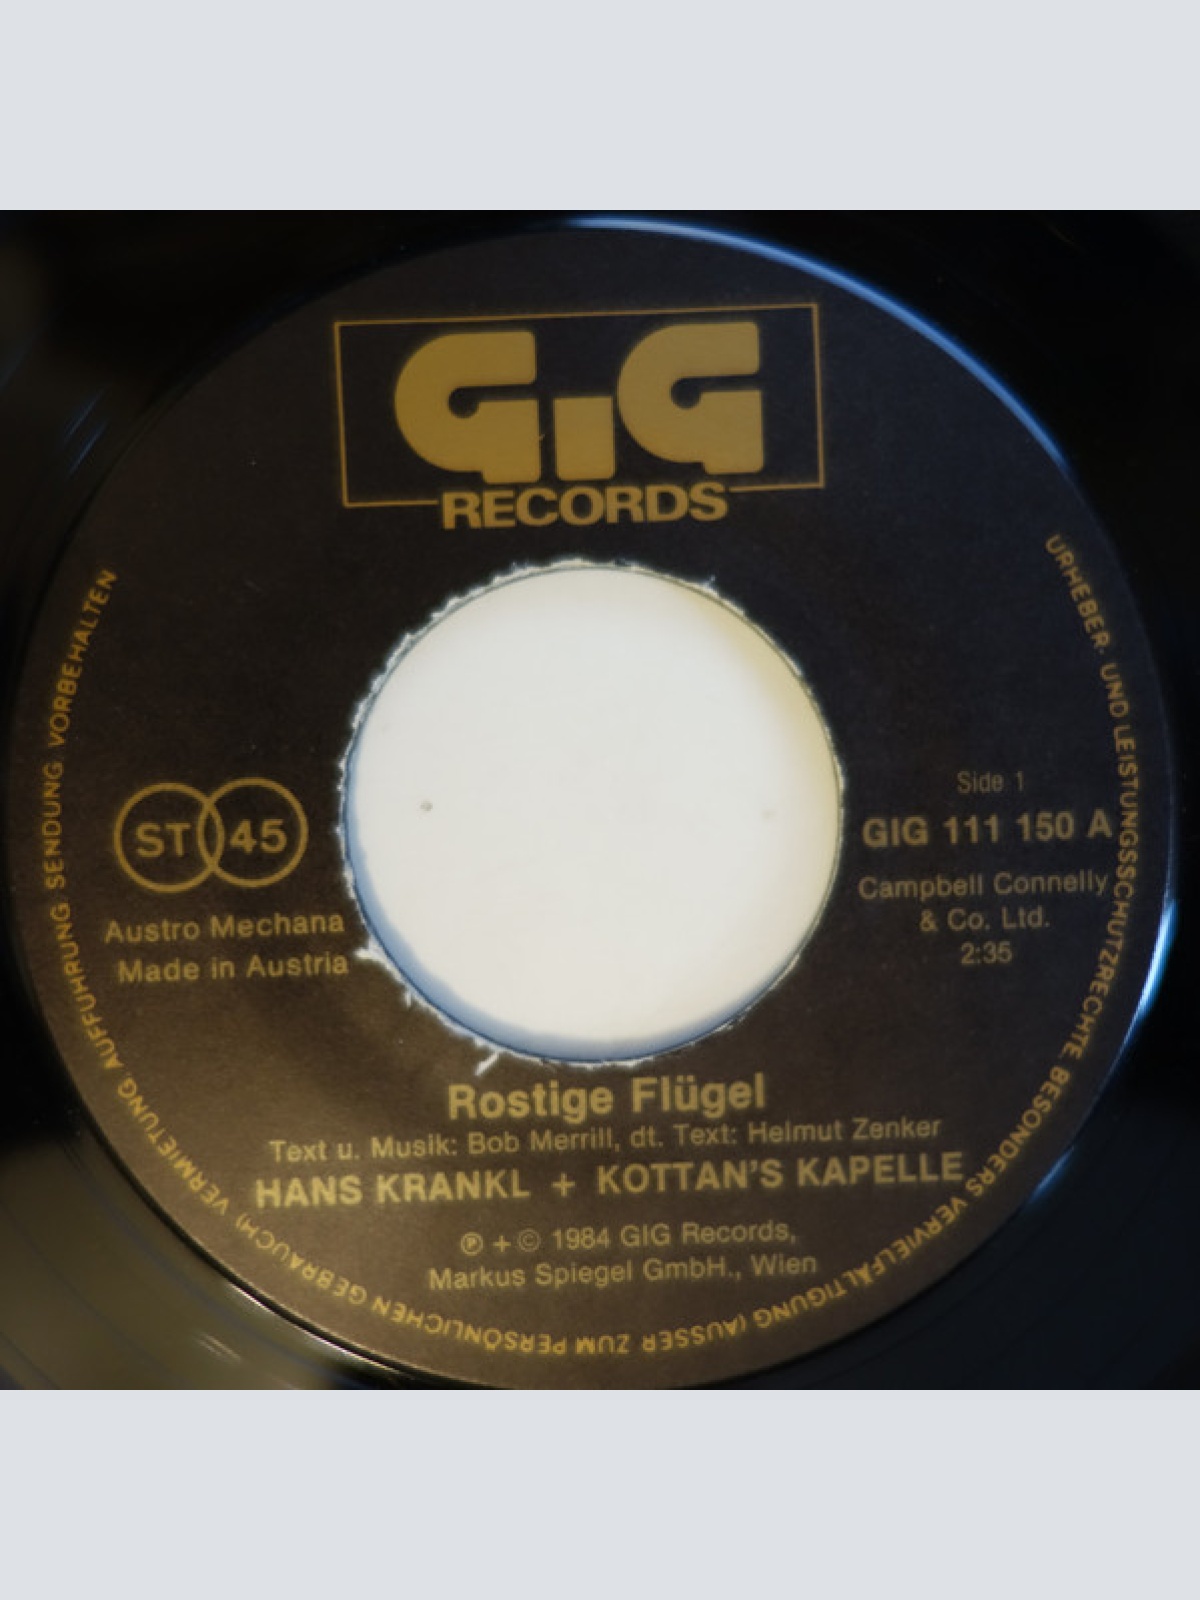 GiG
RECORDS
URHEBER- UND LEISTUNGSSCHUTZRECHTE, BESONDERS VERVIELFÄLTIGUNG (AUSSER ZUM PERSÖNLICHEN GEBRAUCH) VERMIETUNG, AUFFÜHRUNG SENDUNG VORBEHALTEN
ST 45
Austro Mechana
Made in Austria
Side 1
GIG 111 150 A
Campbell Connelly
& Co. Ltd.
2:35
Rostige Flügel
Text u. Musik: Bob Merrill, dt. Text: Helmut Zenker
HANS KRANKL + KOTTAN'S KAPELLE
℗ + © 1984 GIG Records,
Markus Spiegel GmbH., Wien